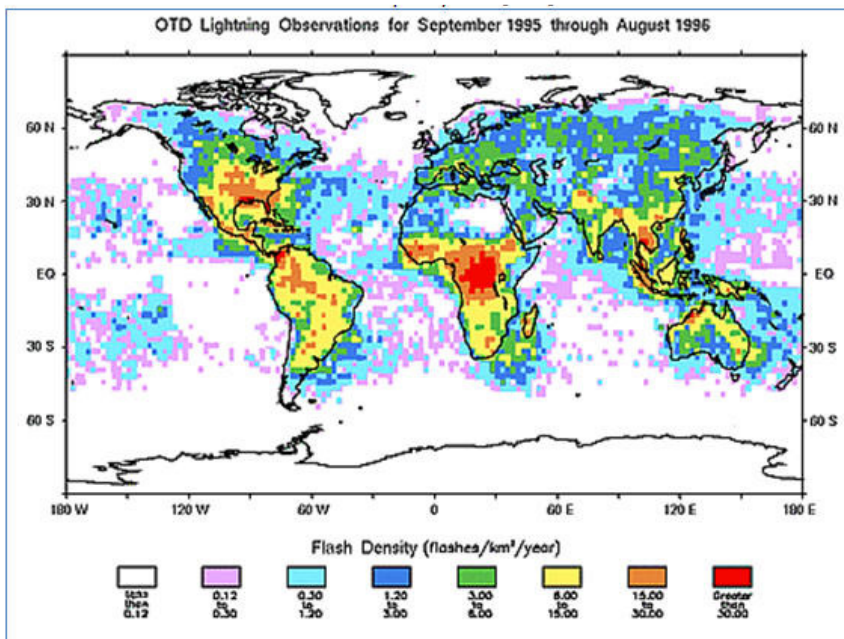 OTD Lightning Observations for September 1995 through August 1996
60 N
60 N
30 N
30 N
EQ
EQ
30 S
30 S
60 S
60 S
180 W
120 W
60 W
0
60 E
120 E
180 E
Flash Density (flashes/km²/year)
Less
than
0.12
0.12
to
0.30
0.30
to
1.20
1.20
to
3.00
3.00
to
6.00
6.00
to
15.00
15.00
to
30.00
Greater
than
30.00